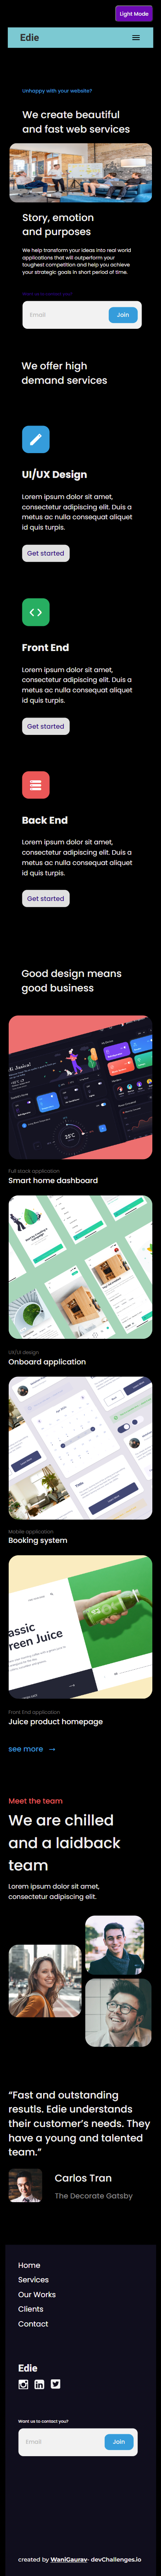 Light Mode
Edie
Unhappy with your website?
We create beautiful
and fast web services
Story, emotion
and purposes
We help transform your ideas into real world
applications that will outperform your
toughest competition and help you achieve
your strategic goals in short period of time.
Want us to contact you?
Email
Join
We offer high
demand services
UI/UX Design
Lorem ipsum dolor sit amet,
consectetur adipiscing elit. Duis a
metus ac nulla consequat aliquet
id quis turpis.
Get started
Front End
Lorem ipsum dolor sit amet,
consectetur adipiscing elit. Duis a
metus ac nulla consequat aliquet
id quis turpis.
Get started
Back End
Lorem ipsum dolor sit amet,
consectetur adipiscing elit. Duis a
metus ac nulla consequat aliquet
id quis turpis.
Get started
Good design means
good business
25°C
Full stack application
Smart home dashboard
UX/UI design
Onboard application
Mobile application
Booking system
assic
reen Juice
Front End application
Juice product homepage
see more →
Meet the team
We are chilled
and a laidback
team
Lorem ipsum dolor sit amet,
consectetur adipiscing elit.
“Fast and outstanding
resutls. Edie understands
their customer’s needs. They
have a young and talented
team.”
Carlos Tran
The Decorate Gatsby
Home
Services
Our Works
Clients
Contact
Edie
Want us to contact you?
Email
Join
created by WaniGaurav- devChallenges.io